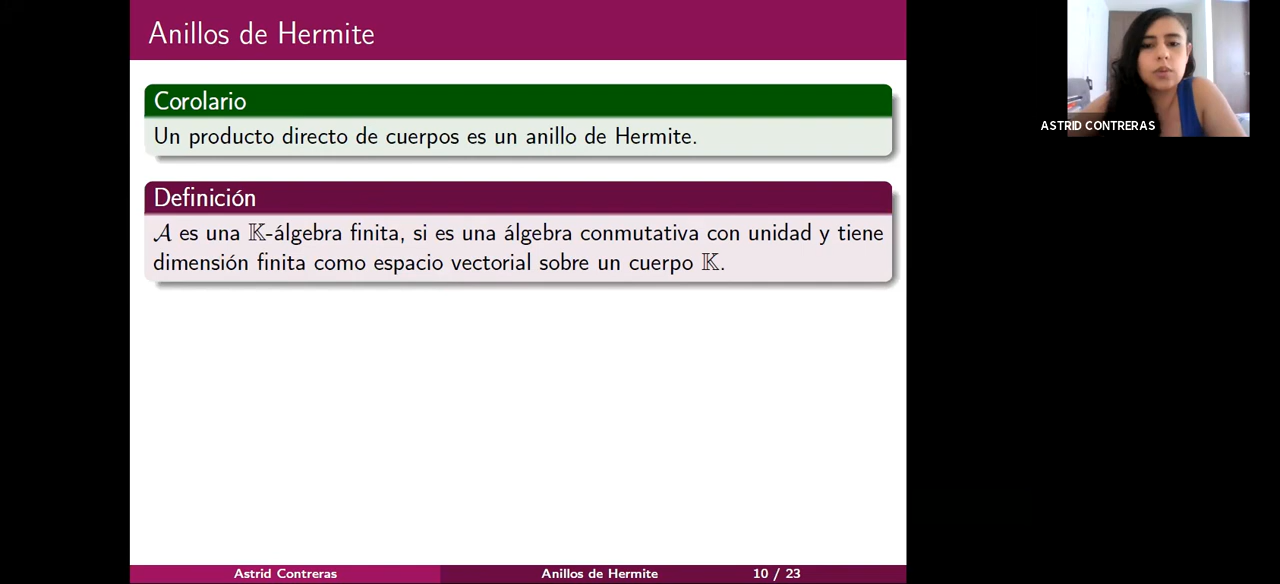 Anillos de Hermite
ASTRID CONTRERAS
Corolario
Un producto directo de cuerpos es un anillo de Hermite.
Definición
𝒜 es una 𝕂-álgebra finita, si es una álgebra conmutativa con unidad y tiene
dimensión finita como espacio vectorial sobre un cuerpo 𝕂.
Astrid Contreras Anillos de Hermite 10 / 23